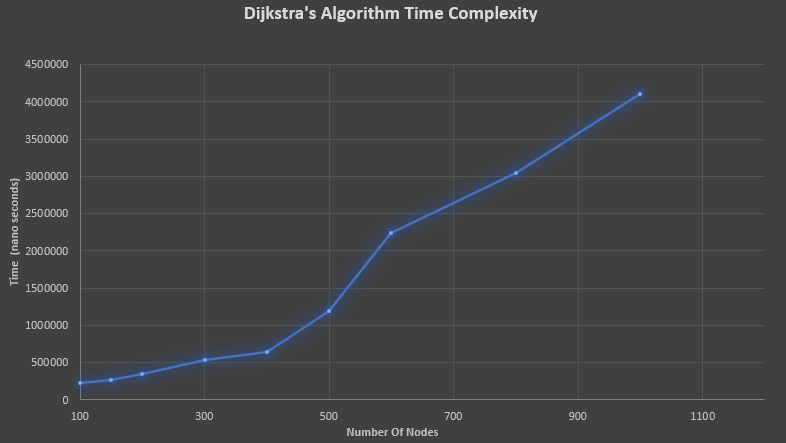 Dijkstra's Algorithm Time Complexity
4500000
4000000
3500000
3000000
2500000
2000000
1500000
1000000
500000
0
Time (nano seconds)
100 300 500 700 900 1100
Number Of Nodes